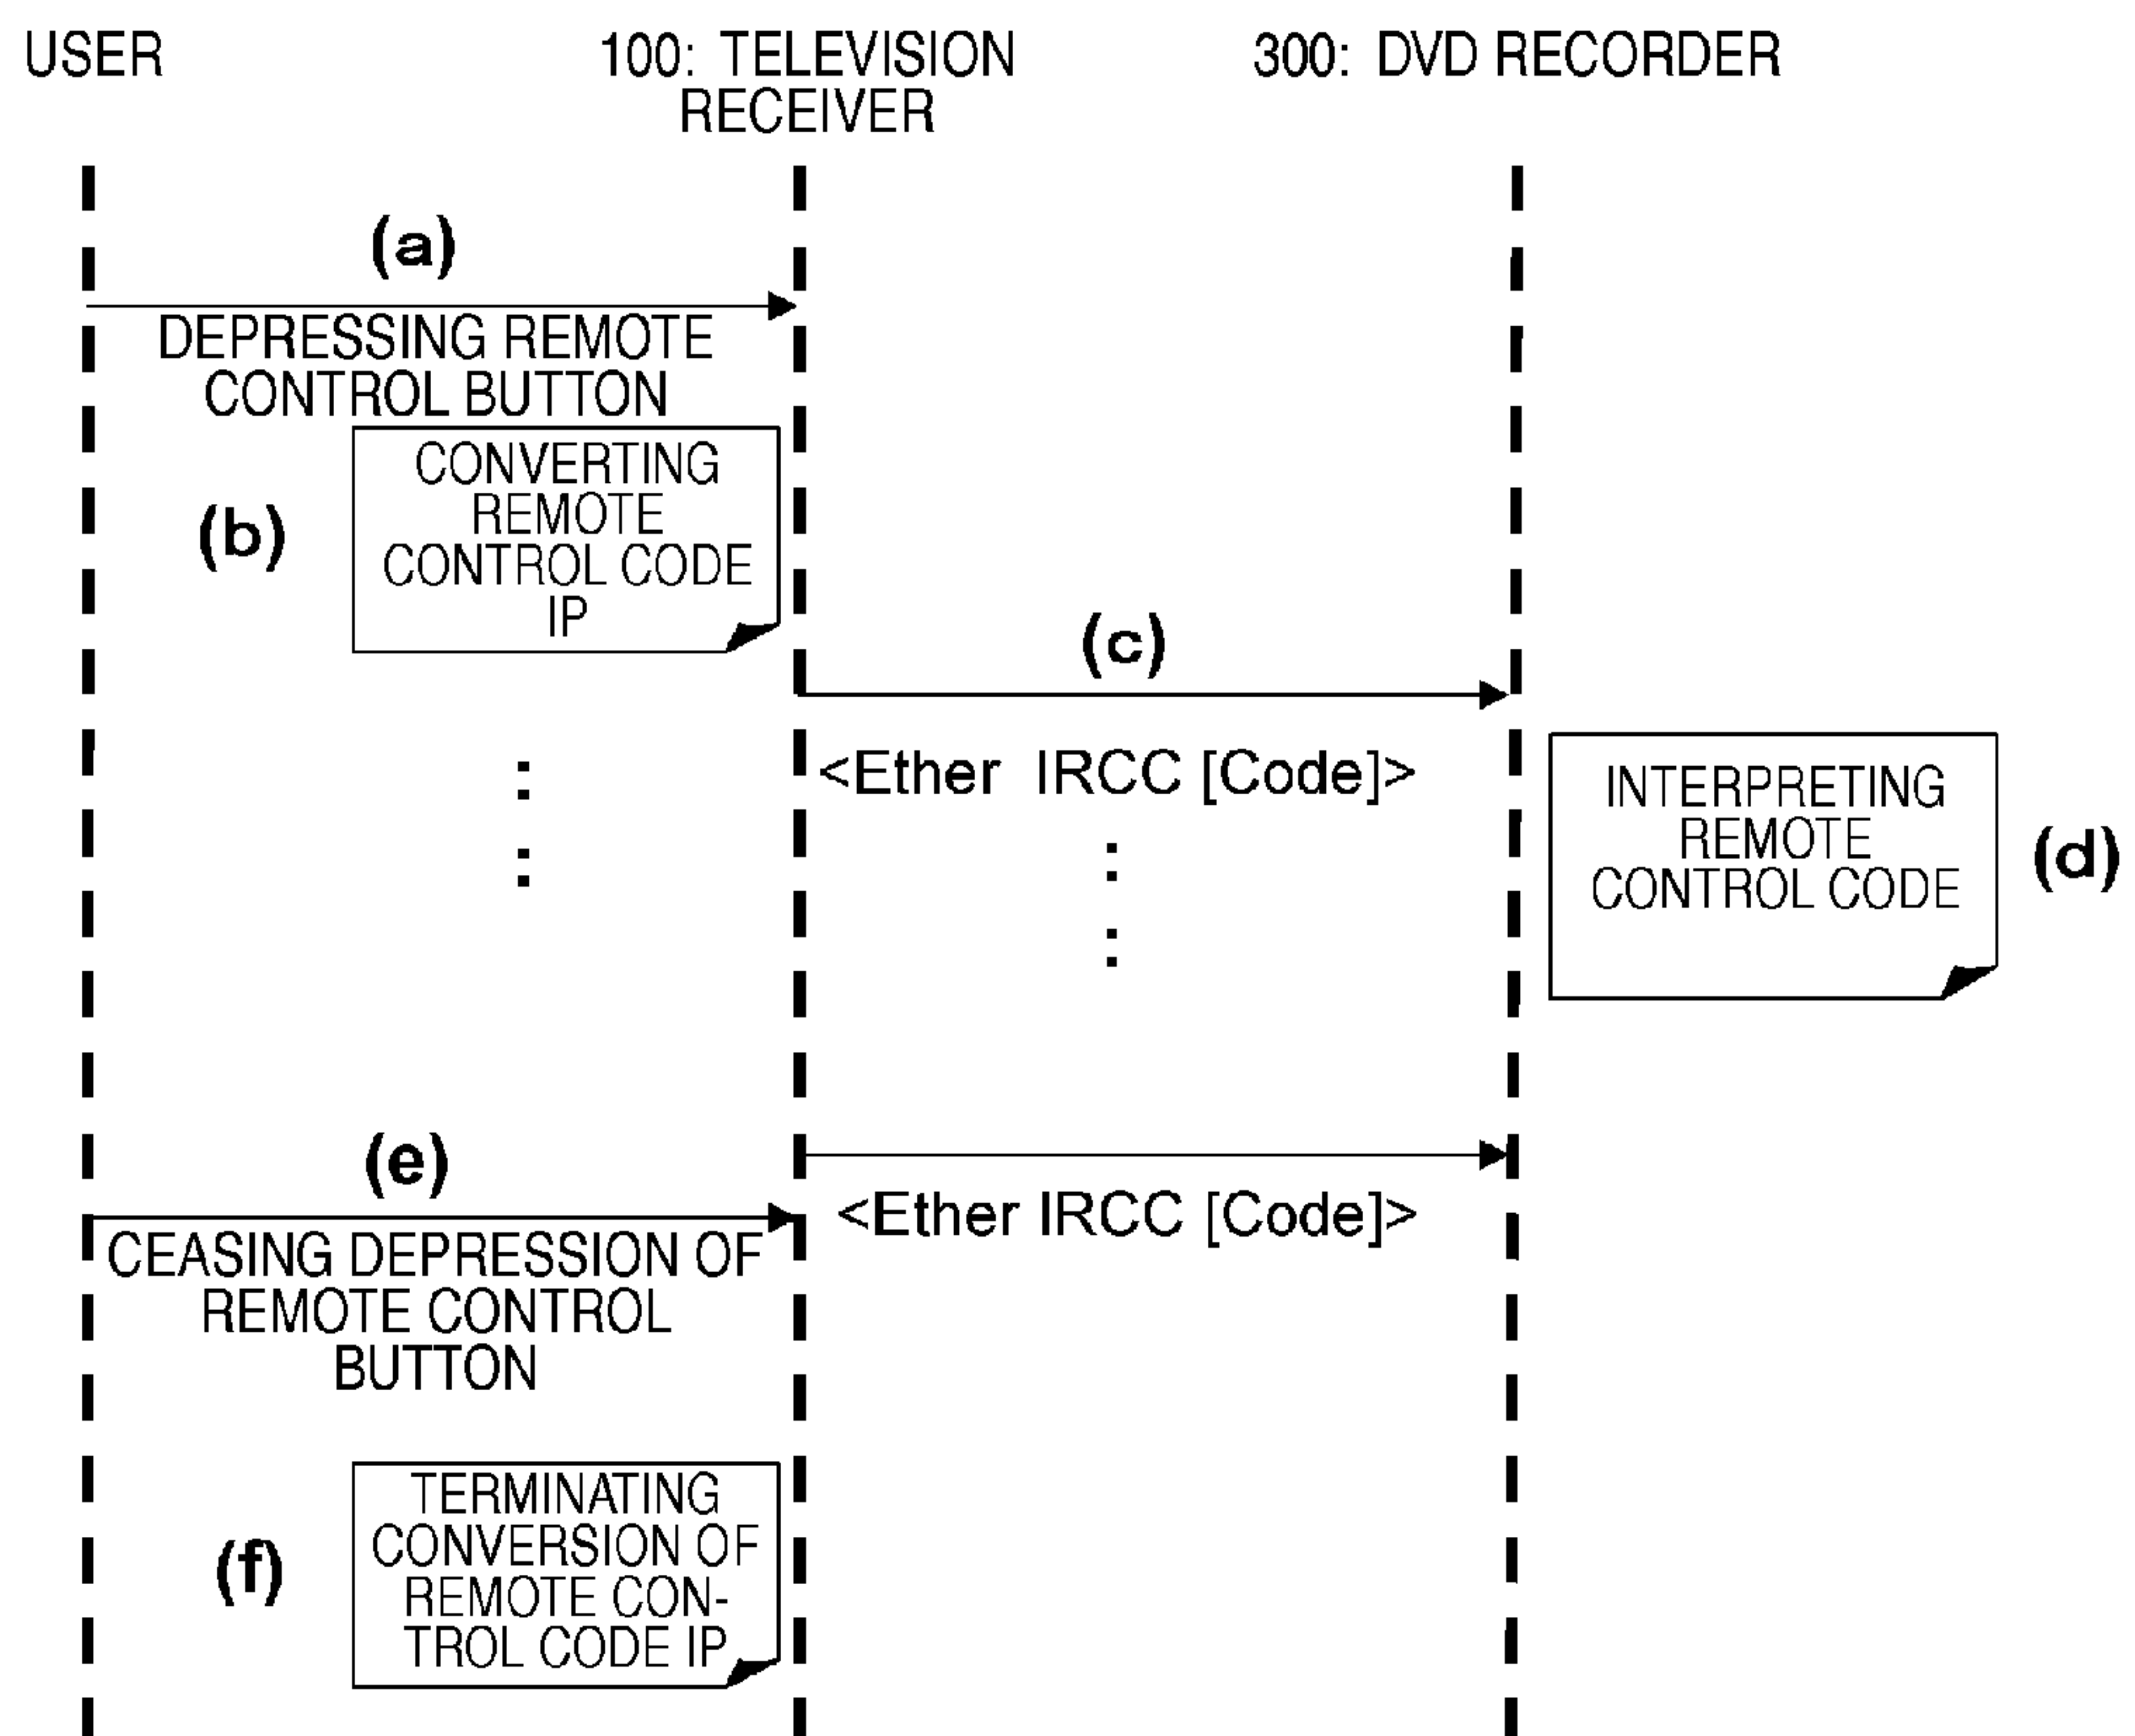 USER
100: TELEVISION
RECEIVER
300: DVD RECORDER
(a)
DEPRESSING REMOTE
CONTROL BUTTON
(b)
CONVERTING
REMOTE
CONTROL CODE
IP
(c)
<Ether IRCC [Code]>
INTERPRETING
REMOTE
CONTROL CODE
(d)
(e)
CEASING DEPRESSION OF
REMOTE CONTROL
BUTTON
<Ether IRCC [Code]>
(f)
TERMINATING
CONVERSION OF
REMOTE CON-
TROL CODE IP